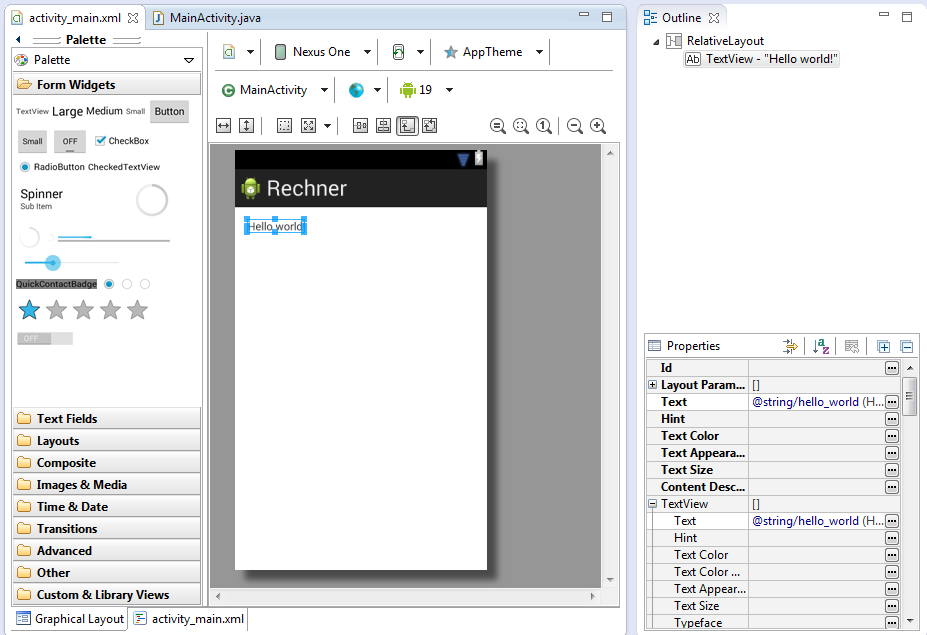 activity_main.xml
MainActivity.java
Palette
Palette
Form Widgets
TextView Large Medium Small Button
Small OFF CheckBox
RadioButton CheckedTextView
Spinner
Sub Item
QuickContactBadge
OFF
Text Fields
Layouts
Composite
Images & Media
Time & Date
Transitions
Advanced
Other
Custom & Library Views
Graphical Layout
activity_main.xml
Nexus One
AppTheme
MainActivity
19
1
Rechner
Hello world
Outline
RelativeLayout
Ab TextView - "Hello world!"
Properties
a
z
Id
Layout Param... []
Text @string/hello_world (H...
Hint
Text Color
Text Appeara...
Text Size
Content Desc...
TextView []
Text @string/hello_world (H...
Hint
Text Color
Text Color ...
Text Appear...
Text Size
Typeface